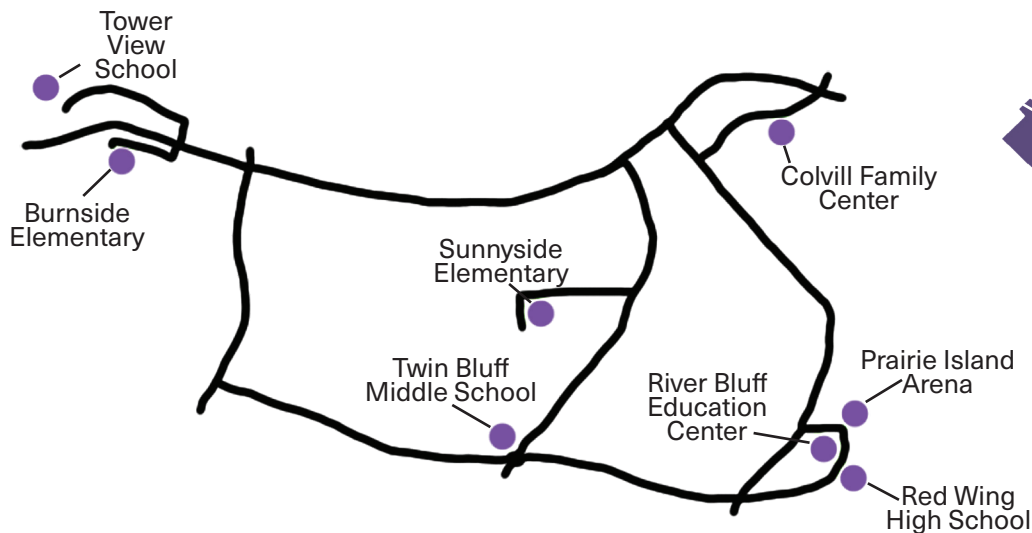 Tower
View
School
Burnside
Elementary
Sunnyside
Elementary
Colvill Family
Center
Twin Bluff
Middle School
River Bluff
Education
Center
Prairie Island
Arena
Red Wing
High School